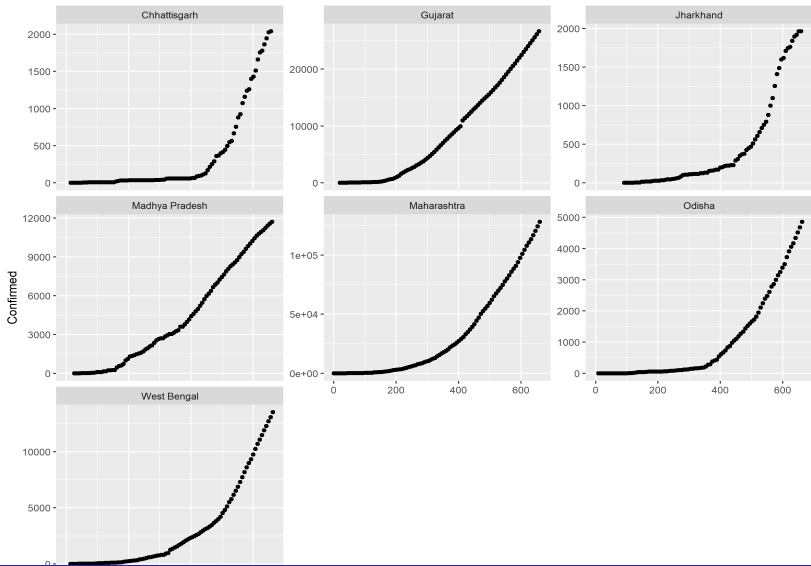 Chhattisgarh
Gujarat
Jharkhand
2000
1500
1000
500
0
20000
10000
0
2000
1500
1000
500
0
Madhya Pradesh
Maharashtra
Odisha
Confirmed
12000
9000
6000
3000
0
1e+05
5e+04
0e+00
5000
4000
3000
2000
1000
0
0 200 400 600
0 200 400 600
West Bengal
10000
5000
0